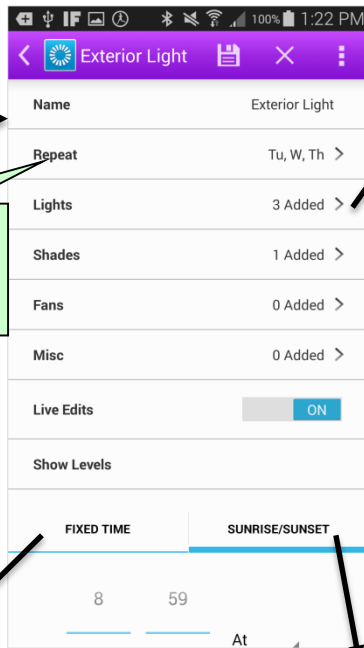 IF 100% 1:22 PM
Exterior Light
Name Exterior Light
Repeat Tu, W, Th
Lights 3 Added
Shades 1 Added
Fans 0 Added
Misc 0 Added
Live Edits ON
Show Levels
FIXED TIME SUNRISE/SUNSET
8 59
At